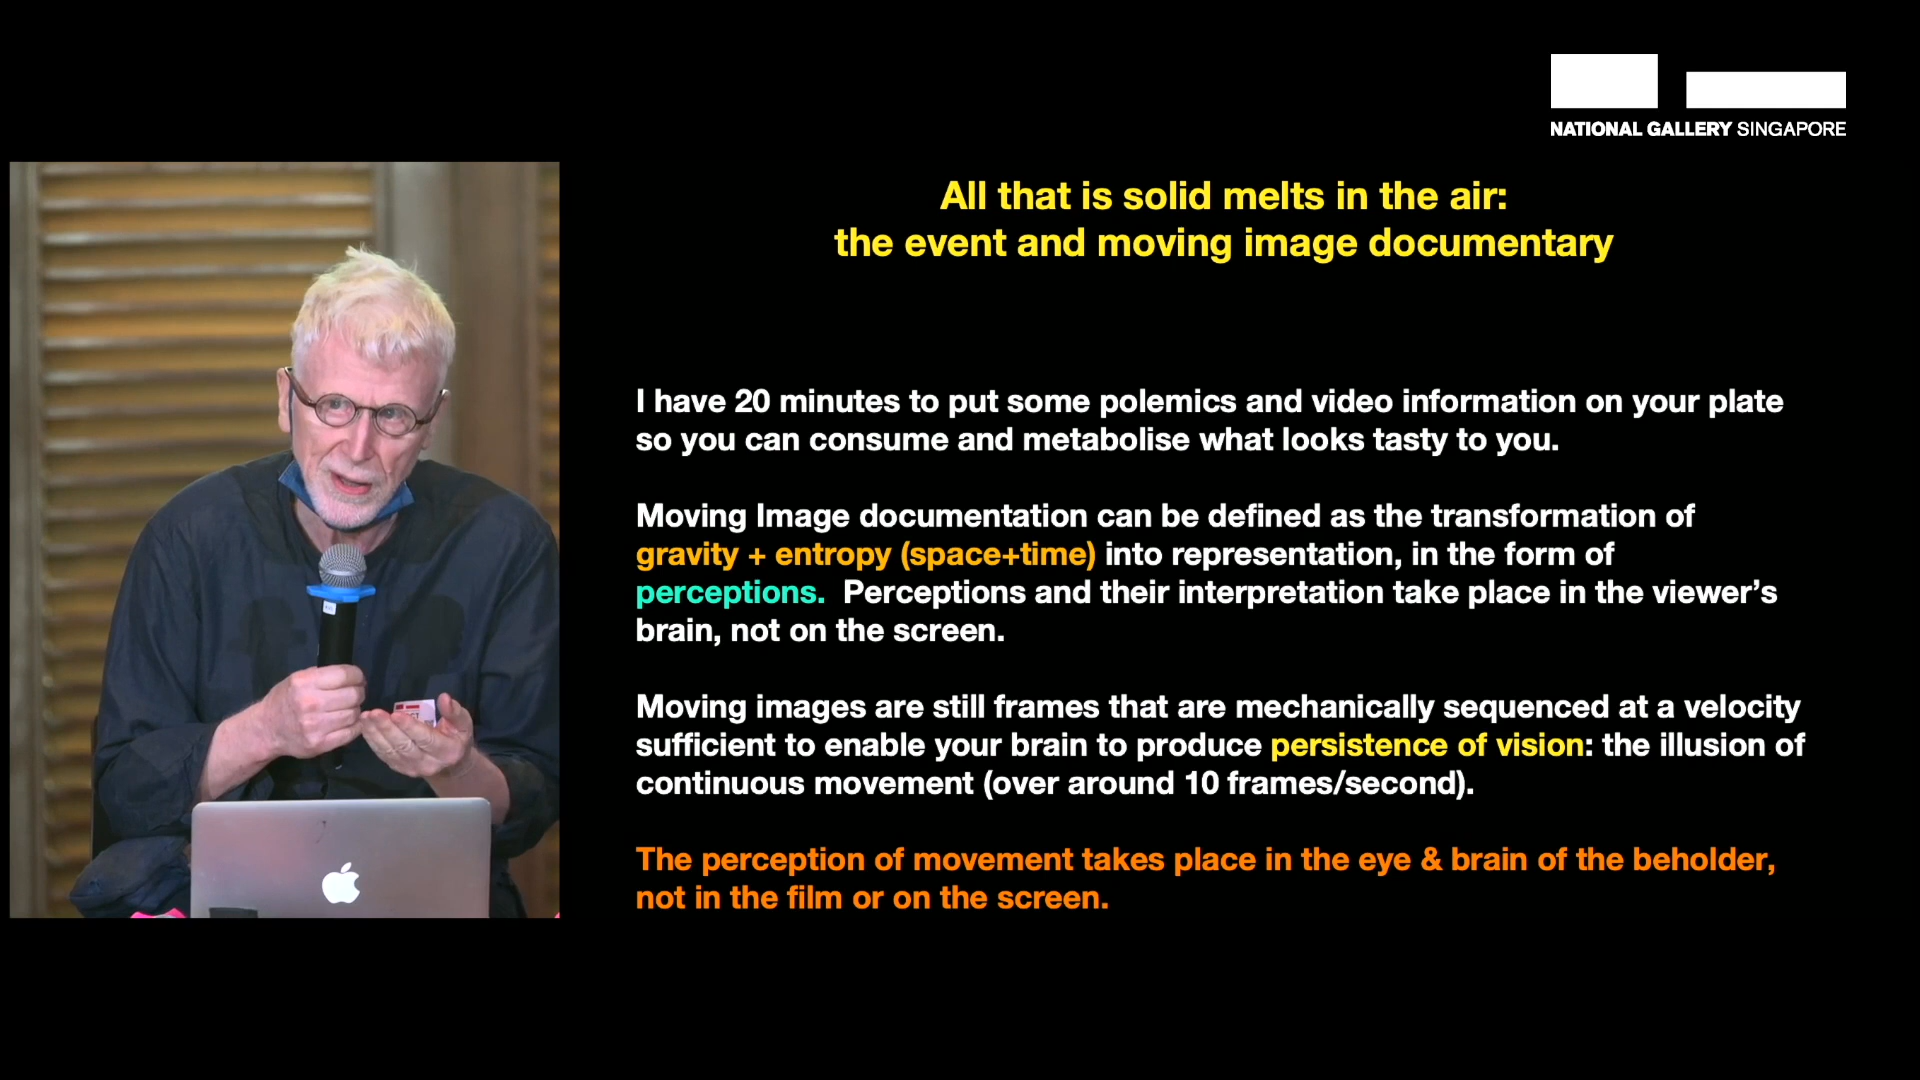 NATIONAL GALLERY SINGAPORE
All that is solid melts in the air:
the event and moving image documentary
I have 20 minutes to put some polemics and video information on your plate
so you can consume and metabolise what looks tasty to you.
Moving Image documentation can be defined as the transformation of
gravity + entropy (space+time) into representation, in the form of
perceptions.  Perceptions and their interpretation take place in the viewer’s
brain, not on the screen.
Moving images are still frames that are mechanically sequenced at a velocity
sufficient to enable your brain to produce persistence of vision: the illusion of
continuous movement (over around 10 frames/second).
The perception of movement takes place in the eye & brain of the beholder,
not in the film or on the screen.